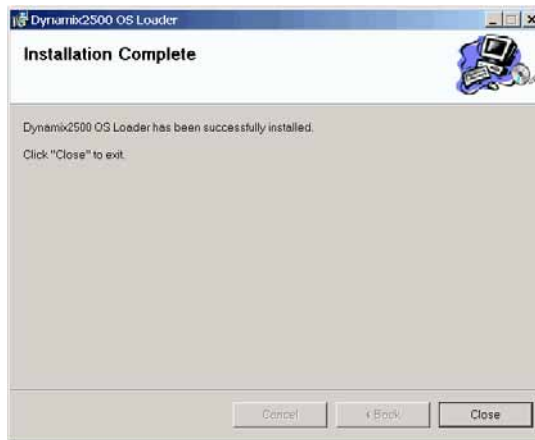 Dynamix2500 OS Loader
Installation Complete
Dynamix2500 OS Loader has been successfully installed.
Click "Close" to exit.
Cancel < Back Close